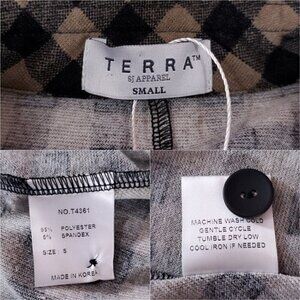 TERRA™
SJ APPAREL
SMALL
NO.T4361
95% POLYESTER
5% SPANDEX
SIZE: S
MADE IN KOREA
MACHINE WASH COLD
GENTLE CYCLE
TUMBLE DRY LOW
COOL IRON IF NEEDED